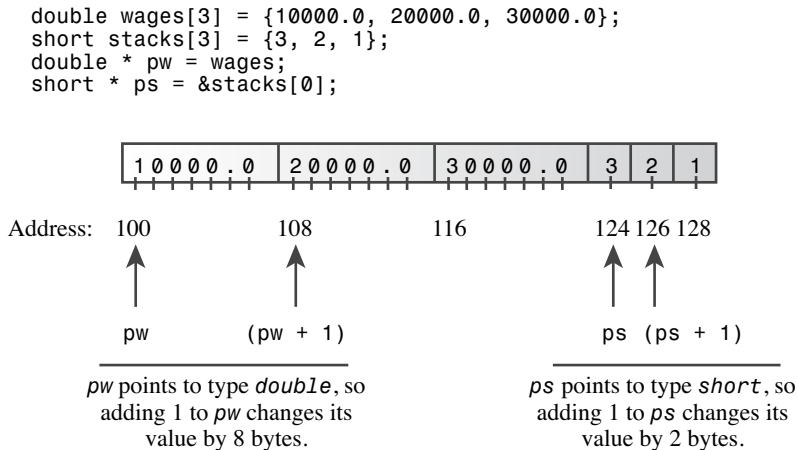 double wages[3] = {10000.0, 20000.0, 30000.0};
short stacks[3] = {3, 2, 1};
double * pw = wages;
short * ps = &stacks[0];
10000.0 20000.0 30000.0 3 2 1
Address: 100 108 116 124 126 128
pw (pw + 1) ps (ps + 1)
pw points to type double, so
adding 1 to pw changes its
value by 8 bytes.
ps points to type short, so
adding 1 to ps changes its
value by 2 bytes.